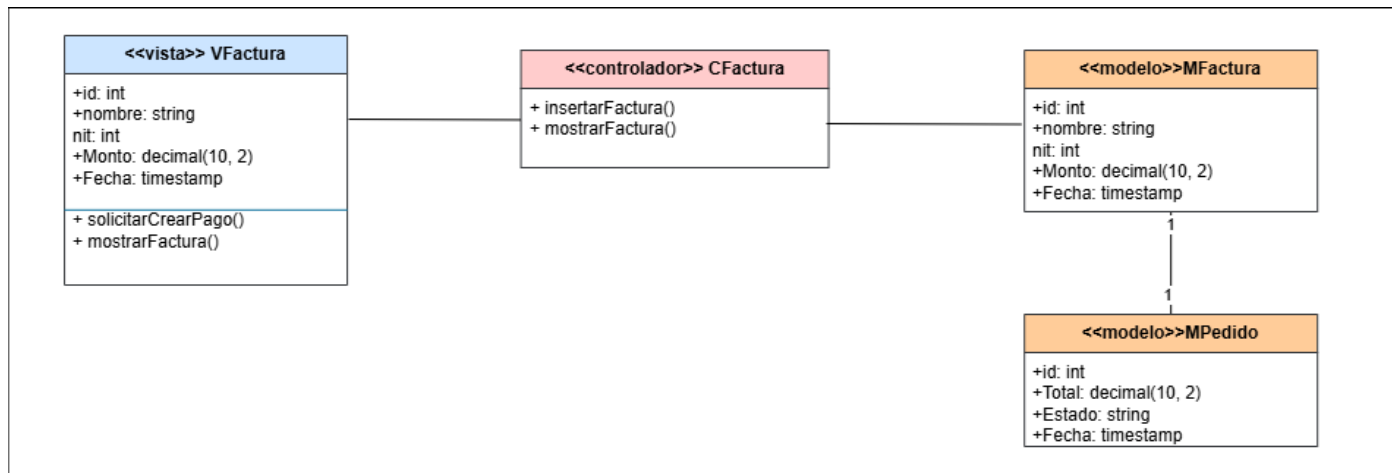 <<vista>> VFactura
+id: int
+nombre: string
nit: int
+Monto: decimal(10, 2)
+Fecha: timestamp
+ solicitarCrearPago()
+ mostrarFactura()
<<controlador>> CFactura
+ insertarFactura()
+ mostrarFactura()
<<modelo>>MFactura
+id: int
+nombre: string
nit: int
+Monto: decimal(10, 2)
+Fecha: timestamp
1
1
<<modelo>>MPedido
+id: int
+Total: decimal(10, 2)
+Estado: string
+Fecha: timestamp